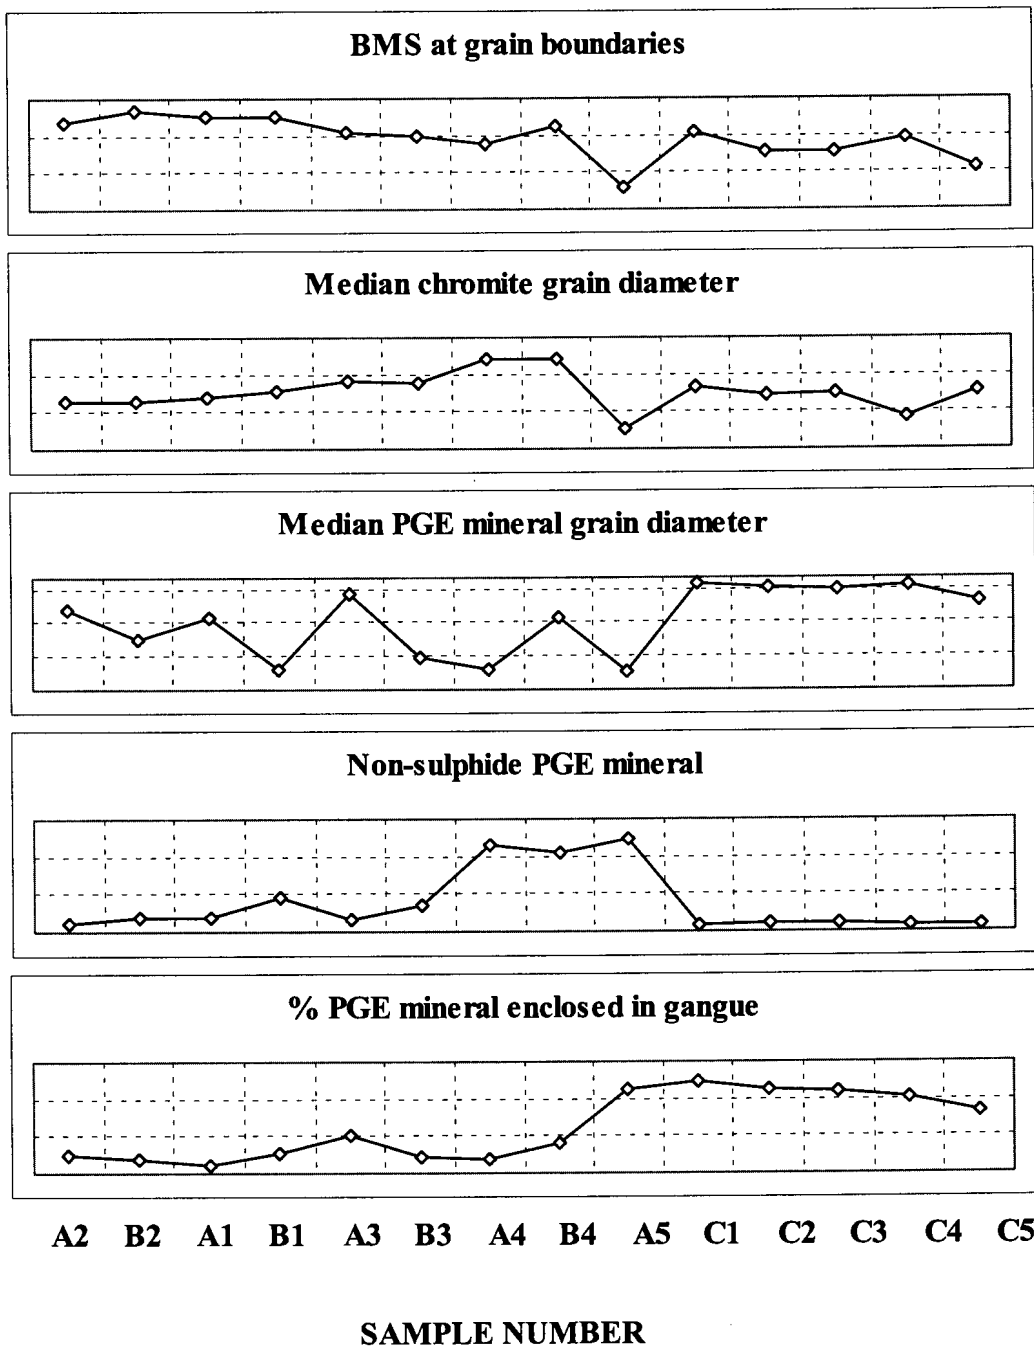 BMS at grain boundaries
Median chromite grain diameter
Median PGE mineral grain diameter
Non-sulphide PGE mineral
% PGE mineral enclosed in gangue
A2 B2 A1 B1 A3 B3 A4 B4 A5 C1 C2 C3 C4 C5
SAMPLE NUMBER